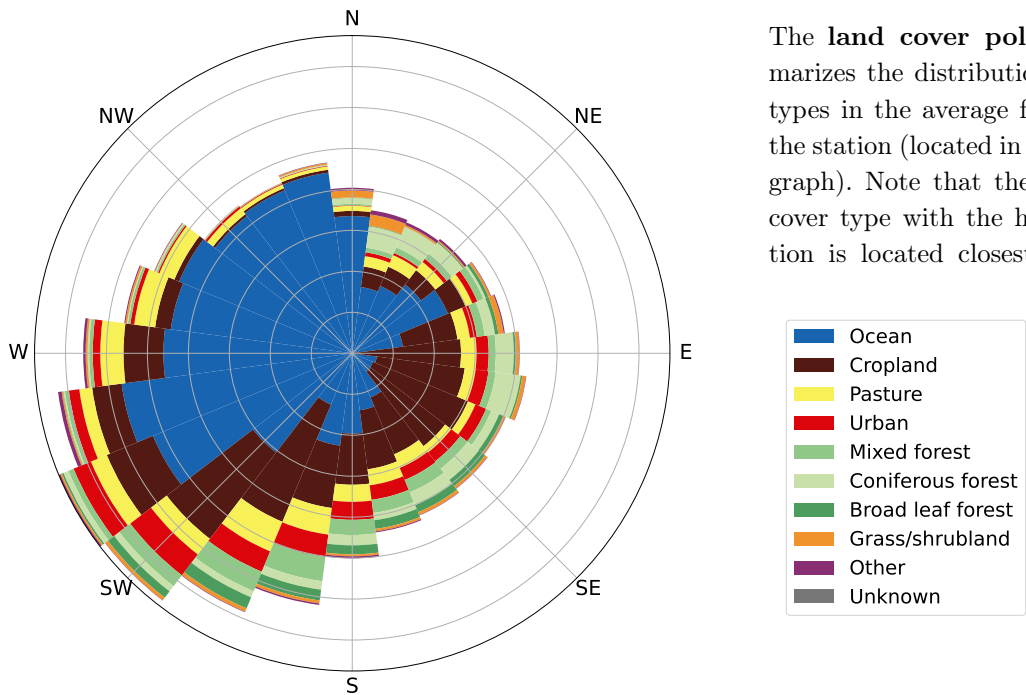 N
NW
NE
W
E
SW
SE
S
The land cover pol
marizes the distributi
types in the average f
the station (located in
graph). Note that the
cover type with the h
tion is located closest
Ocean
Cropland
Pasture
Urban
Mixed forest
Coniferous forest
Broad leaf forest
Grass/shrubland
Other
Unknown